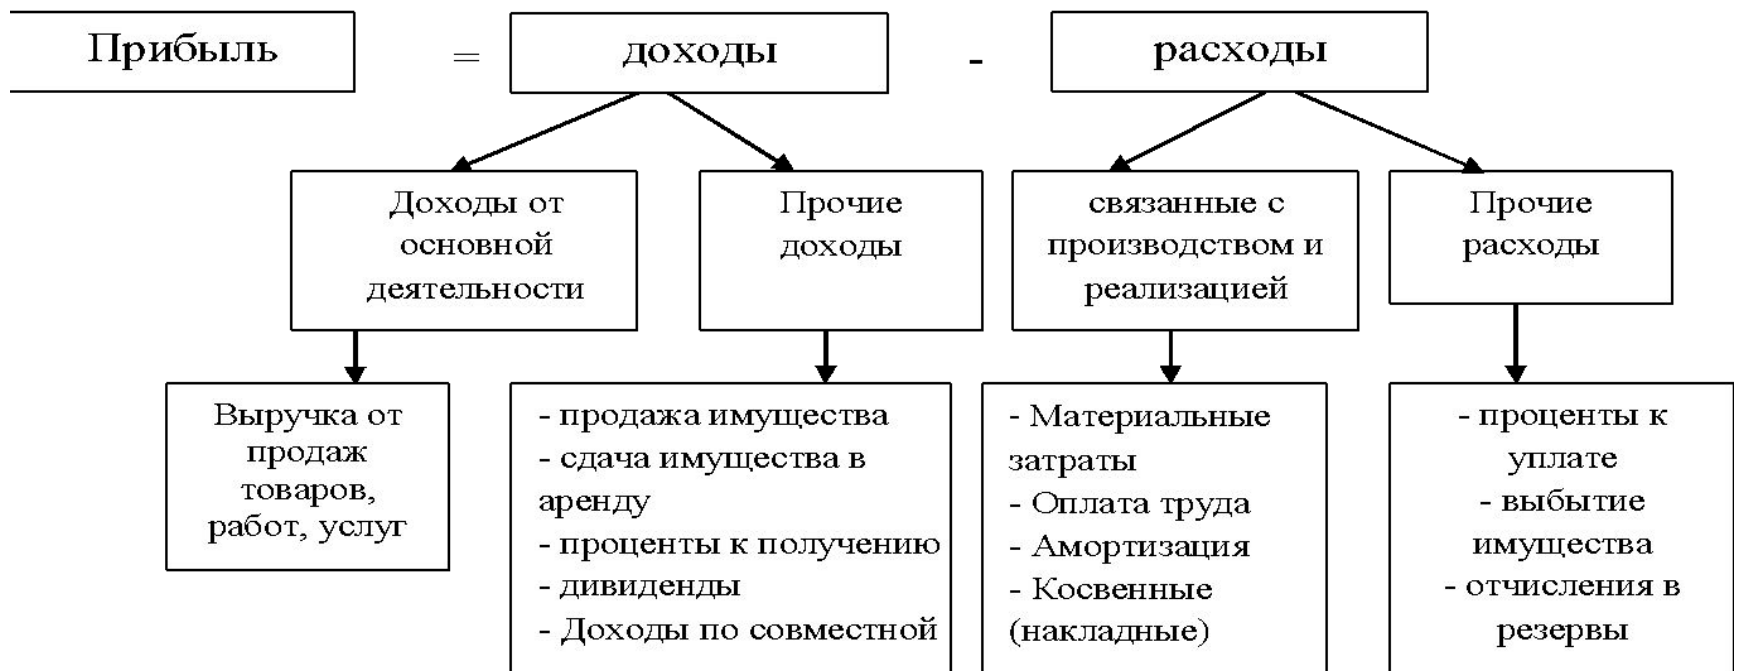 Прибыль = доходы - расходы
Доходы от
основной
деятельности
Прочие
доходы
связанные с
производством и
реализацией
Прочие
расходы
Выручка от
продаж
товаров,
работ, услуг
- продажа имущества
- сдача имущества в
аренду
- проценты к получению
- дивиденды
- Доходы по совместной
- Материальные
затраты
- Оплата труда
- Амортизация
- Косвенные
(накладные)
- проценты к
уплате
- выбытие
имущества
- отчисления в
резервы